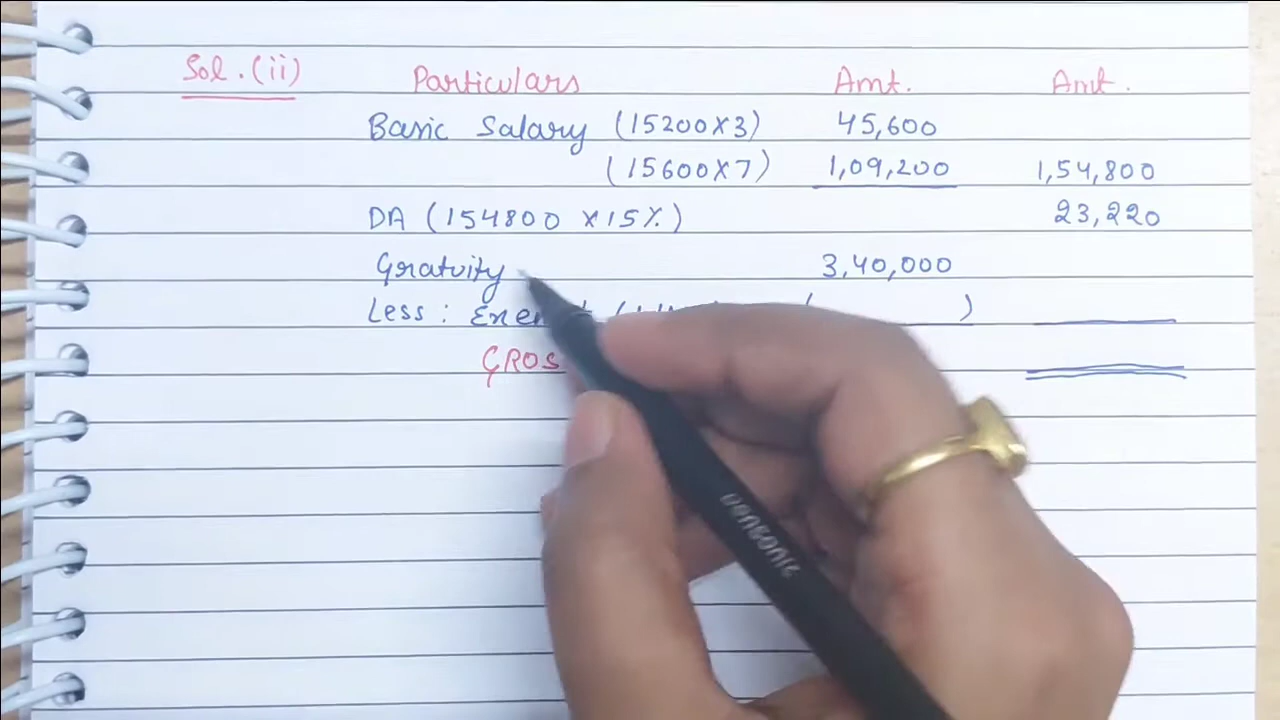 Sol.(ii) Particulars Amt. Amt.
Basic Salary (15200X3) 45,600
(15600X7) 1,09,200 1,54,800
DA (154800 X15%) 23,220
Gratuity 3,40,000
Less : ( )